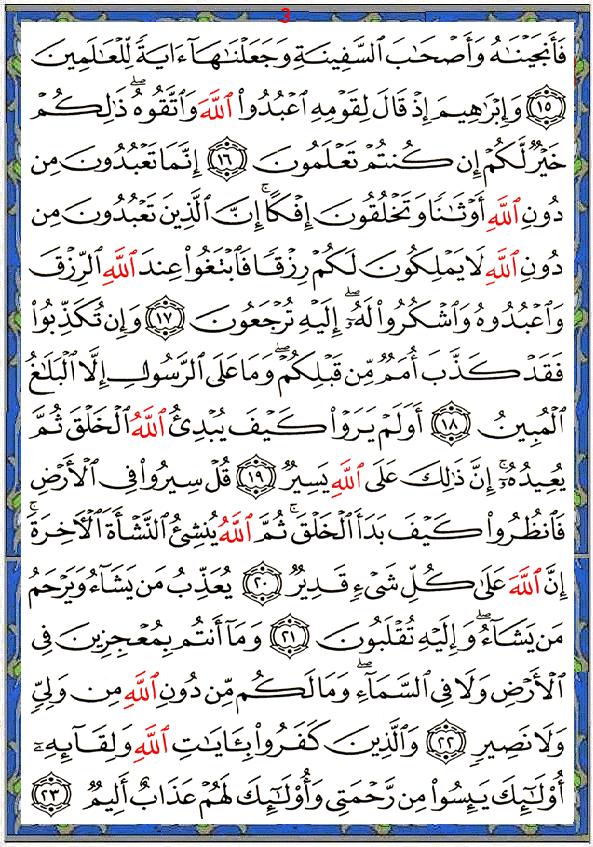 3
فَأَنجَيْنَـٰهُ وَأَصْحَـٰبَ ٱلسَّفِينَةِ وَجَعَلْنَـٰهَآ ءَايَةً لِّلْعَـٰلَمِينَ
﴿١٥﴾ وَإِبْرَٰهِيمَ إِذْ قَالَ لِقَوْمِهِ ٱعْبُدُوا۟ ٱللَّهَ وَٱتَّقُوهُ ۖ ذَٰلِكُمْ
خَيْرٌ لَّكُمْ إِن كُنتُمْ تَعْلَمُونَ ﴿١٦﴾ إِنَّمَا تَعْبُدُونَ مِن
دُونِ ٱللَّهِ أَوْثَـٰنًا وَتَخْلُقُونَ إِفْكًا ۚ إِنَّ ٱلَّذِينَ تَعْبُدُونَ مِن
دُونِ ٱللَّهِ لَا يَمْلِكُونَ لَكُمْ رِزْقًا فَٱبْتَغُوا۟ عِندَ ٱللَّهِ ٱلرِّزْقَ
وَٱعْبُدُوهُ وَٱشْكُرُوا۟ لَهُۥٓ ۖ إِلَيْهِ تُرْجَعُونَ ﴿١٧﴾ وَإِن تُكَذِّبُوا۟
فَقَدْ كَذَّبَ أُمَمٌ مِّن قَبْلِكُمْ ۖ وَمَا عَلَى ٱلرَّسُولِ إِلَّا ٱلْبَلَـٰغُ
ٱلْمُبِينُ ﴿١٨﴾ أَوَلَمْ يَرَوْا۟ كَيْفَ يُبْدِئُ ٱللَّهُ ٱلْخَلْقَ ثُمَّ
يُعِيدُهُۥٓ ۚ إِنَّ ذَٰلِكَ عَلَى ٱللَّهِ يَسِيرٌ ﴿١٩﴾ قُلْ سِيرُوا۟ فِى ٱلْأَرْضِ
فَٱنظُرُوا۟ كَيْفَ بَدَأَ ٱلْخَلْقَ ۚ ثُمَّ ٱللَّهُ يُنشِئُ ٱلنَّشْأَةَ ٱلْـَٔاخِرَةَ ۚ
إِنَّ ٱللَّهَ عَلَىٰ كُلِّ شَىْءٍ قَدِيرٌ ﴿٢٠﴾ يُعَذِّبُ مَن يَشَآءُ وَيَرْحَمُ
مَن يَشَآءُ ۖ وَإِلَيْهِ تُقْلَبُونَ ﴿٢١﴾ وَمَآ أَنتُم بِمُعْجِزِينَ فِى
ٱلْأَرْضِ وَلَا فِى ٱلسَّمَآءِ ۖ وَمَا لَكُم مِّن دُونِ ٱللَّهِ مِن وَلِىٍّ
وَلَا نَصِيرٍ ﴿٢٢﴾ وَٱلَّذِينَ كَفَرُوا۟ بِـَٔايَـٰتِ ٱللَّهِ وَلِقَآئِهِۦٓ
أُو۟لَـٰٓئِكَ يَئِسُوا۟ مِن رَّحْمَتِى وَأُو۟لَـٰٓئِكَ لَهُمْ عَذَابٌ أَلِيمٌ ﴿٢٣﴾